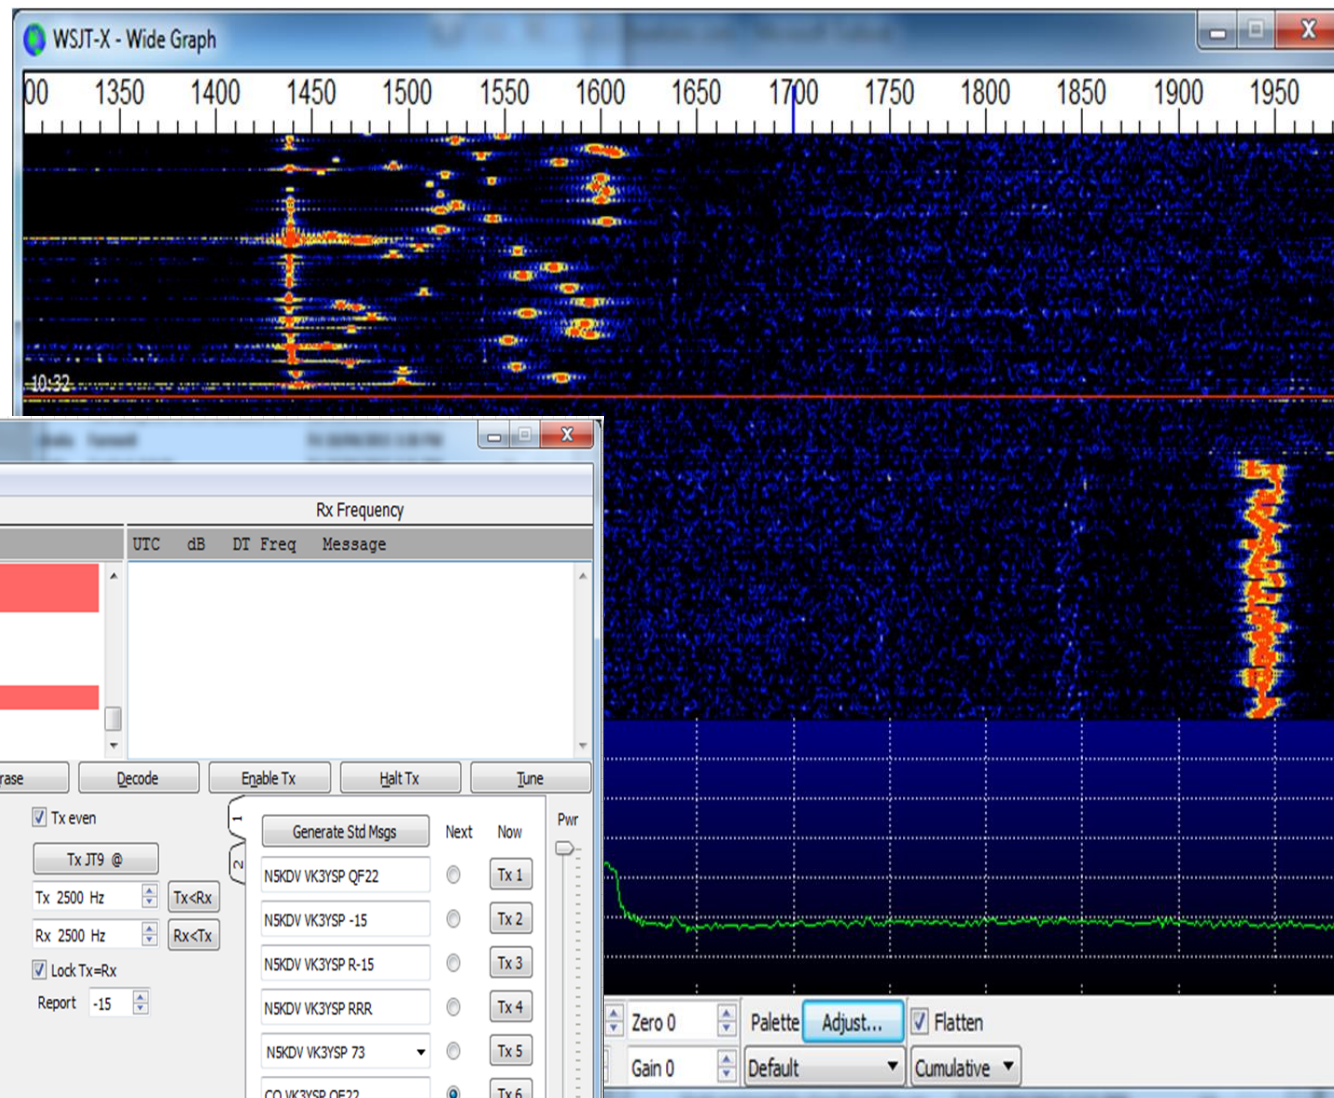 WSJT-X - Wide Graph
00 1350 1400 1450 1500 1550 1600 1650 1700 1750 1800 1850 1900 1950
10:32
Rx Frequency
UTC dB DT Freq Message
rase Decode Enable Tx Halt Tx Tune
Tx even
Tx JT9 @
Tx 2500 Hz Tx<Rx
Rx 2500 Hz Rx<Tx
Lock Tx=Rx
Report -15
1
2
Generate Std Msgs Next Now Pwr
N5KDV VK3YSP QF22 Tx 1
N5KDV VK3YSP -15 Tx 2
N5KDV VK3YSP R-15 Tx 3
N5KDV VK3YSP RRR Tx 4
N5KDV VK3YSP 73 Tx 5
CQ VK3YSP QF22 Tx 6
Zero 0 Palette Adjust... Flatten
Gain 0 Default Cumulative